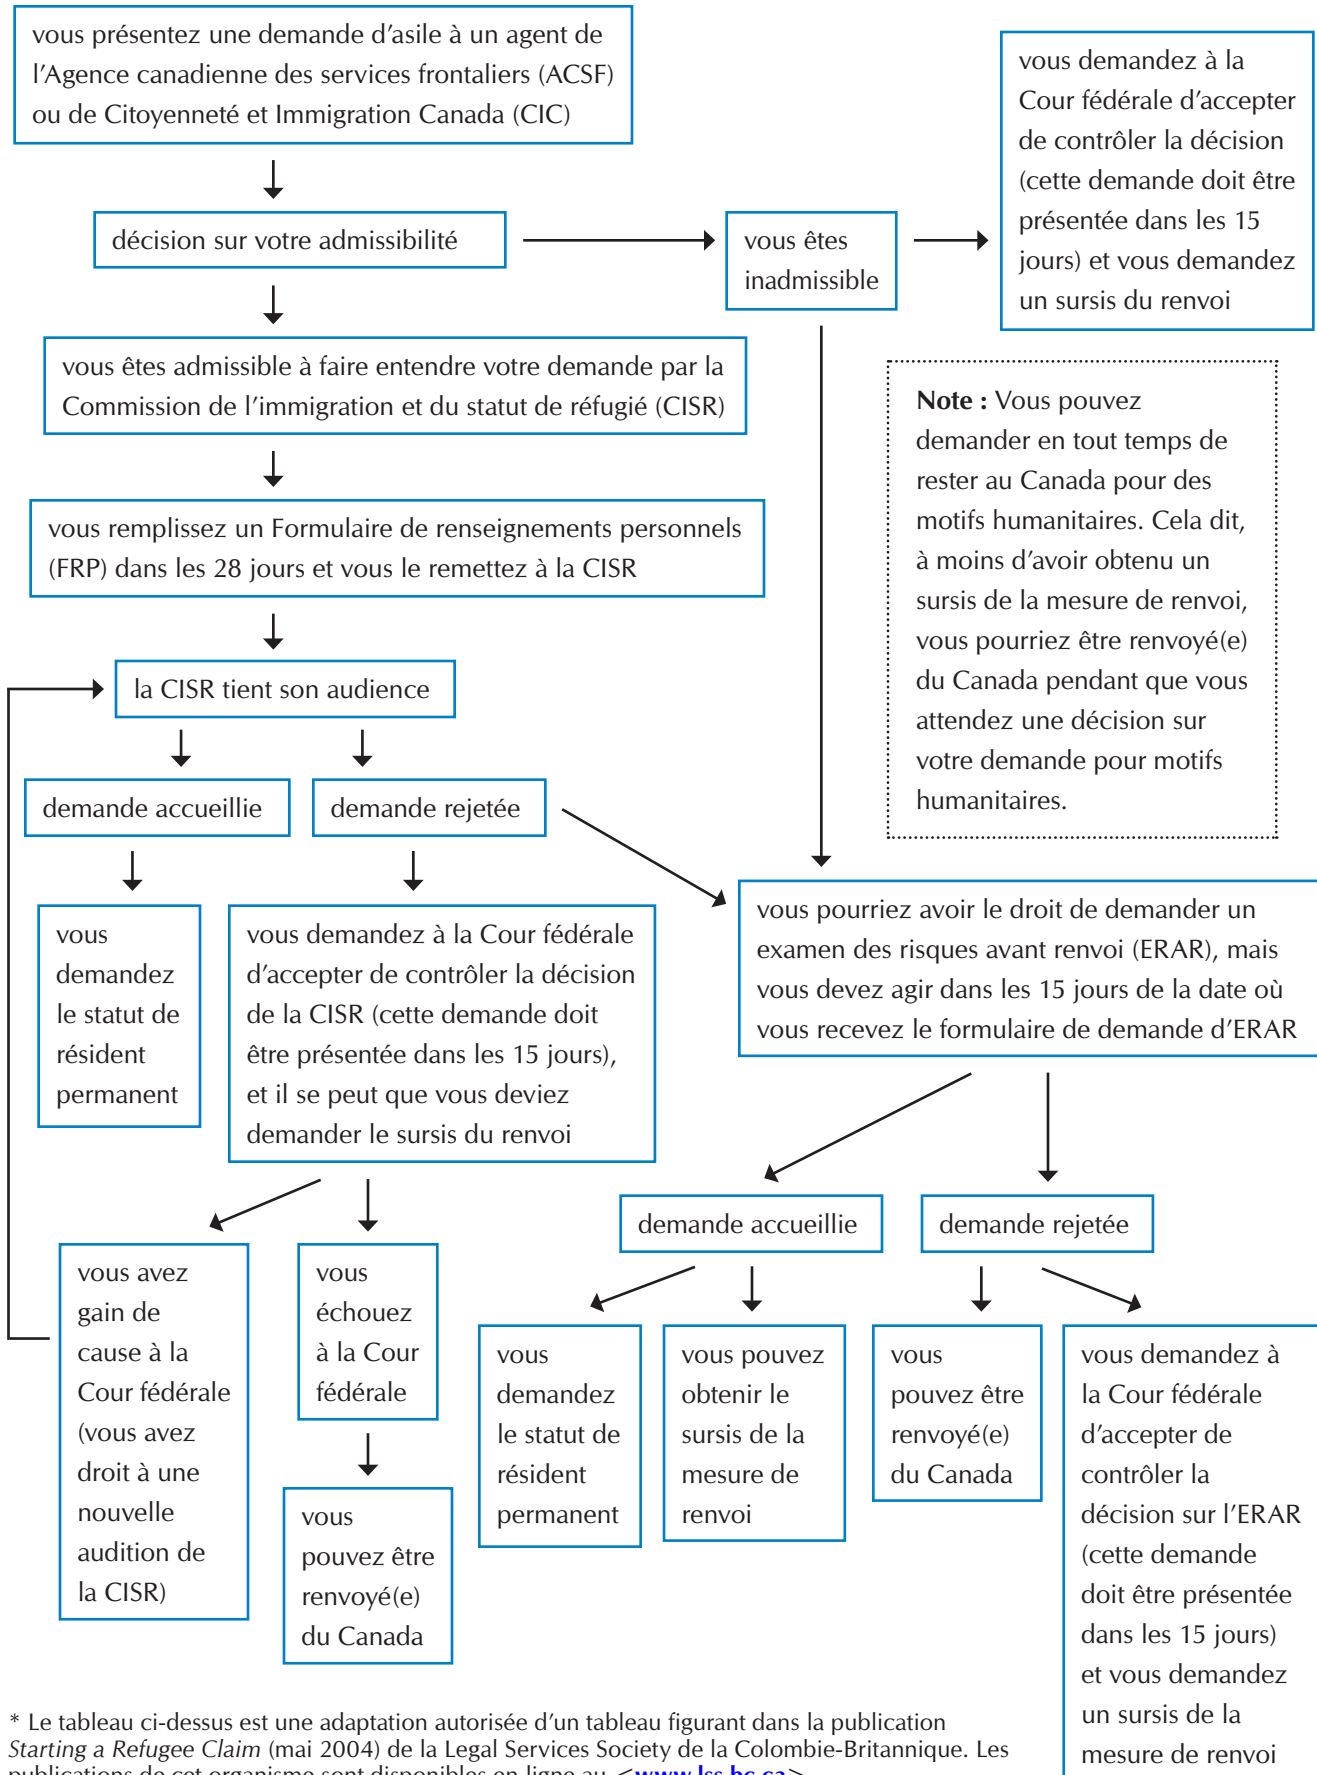 vous présentez une demande d'asile à un agent de
l'Agence canadienne des services frontaliers (ACSF)
ou de Citoyenneté et Immigration Canada (CIC)
vous demandez à la
Cour fédérale d'accepter
de contrôler la décision
(cette demande doit être
présentée dans les 15
jours) et vous demandez
un sursis du renvoi
décision sur votre admissibilité
vous êtes
inadmissible
vous êtes admissible à faire entendre votre demande par la
Commission de l'immigration et du statut de réfugié (CISR)
Note : Vous pouvez
demander en tout temps de
rester au Canada pour des
motifs humanitaires. Cela dit,
à moins d'avoir obtenu un
sursis de la mesure de renvoi,
vous pourriez être renvoyé(e)
du Canada pendant que vous
attendez une décision sur
votre demande pour motifs
humanitaires.
vous remplissez un Formulaire de renseignements personnels
(FRP) dans les 28 jours et vous le remettez à la CISR
la CISR tient son audience
demande accueillie
demande rejetée
vous
demandez
le statut de
résident
permanent
vous demandez à la Cour fédérale
d'accepter de contrôler la décision
de la CISR (cette demande doit
être présentée dans les 15 jours),
et il se peut que vous deviez
demander le sursis du renvoi
vous pourriez avoir le droit de demander un
examen des risques avant renvoi (ERAR), mais
vous devez agir dans les 15 jours de la date où
vous recevez le formulaire de demande d'ERAR
demande accueillie
demande rejetée
vous avez
gain de
cause à la
Cour fédérale
(vous avez
droit à une
nouvelle
audition de
la CISR)
vous
échouez
à la Cour
fédérale
vous
pouvez être
renvoyé(e)
du Canada
vous
demandez
le statut de
résident
permanent
vous pouvez
obtenir le
sursis de la
mesure de
renvoi
vous
pouvez être
renvoyé(e)
du Canada
vous demandez à
la Cour fédérale
d'accepter de
contrôler la
décision sur l'ERAR
(cette demande
doit être présentée
dans les 15 jours)
et vous demandez
un sursis de la
mesure de renvoi
* Le tableau ci-dessus est une adaptation autorisée d'un tableau figurant dans la publication
Starting a Refugee Claim (mai 2004) de la Legal Services Society de la Colombie-Britannique. Les
publications de cet organisme sont disponibles en ligne au <www.lss.bc.ca>